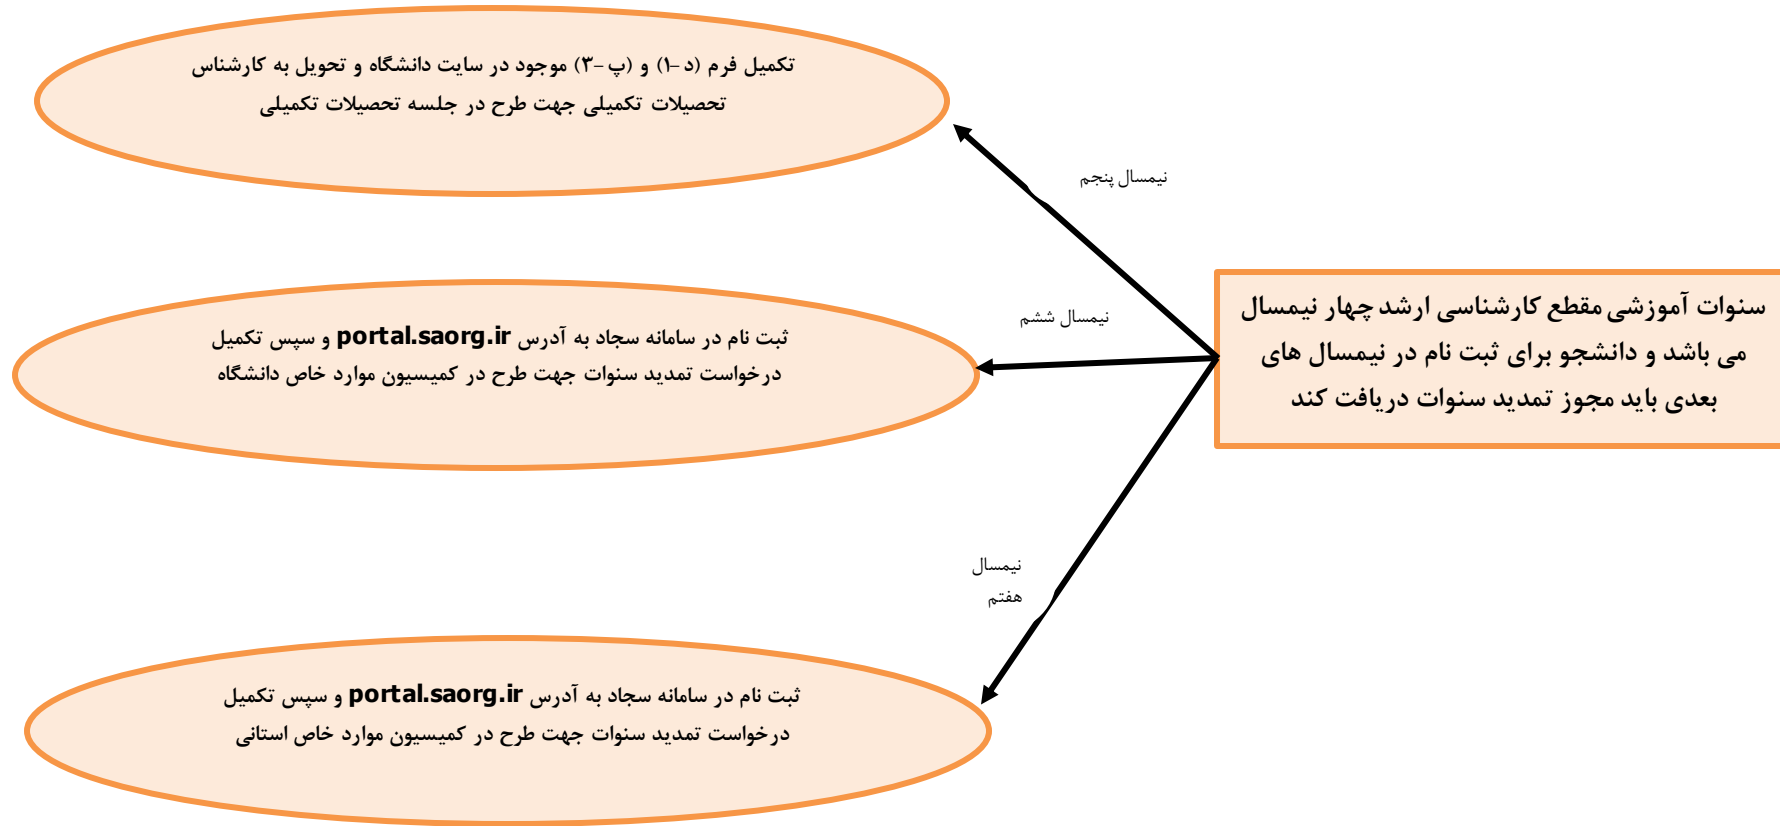 سنوات آموزشی مقطع کارشناسی ارشد چهار نیمسال
می باشد و دانشجو برای ثبت نام در نیمسال های
بعدی باید مجوز تمدید سنوات دریافت کند
نیمسال پنجم
تکمیل فرم (د-۱) و (پ-۳) موجود در سایت دانشگاه و تحویل به کارشناس
تحصیلات تکمیلی جهت طرح در جلسه تحصیلات تکمیلی
نیمسال ششم
ثبت نام در سامانه سجاد به آدرس portal.saorg.ir و سپس تکمیل
درخواست تمدید سنوات جهت طرح در کمیسیون موارد خاص دانشگاه
نیمسال
هفتم
ثبت نام در سامانه سجاد به آدرس portal.saorg.ir و سپس تکمیل
درخواست تمدید سنوات جهت طرح در کمیسیون موارد خاص استانی